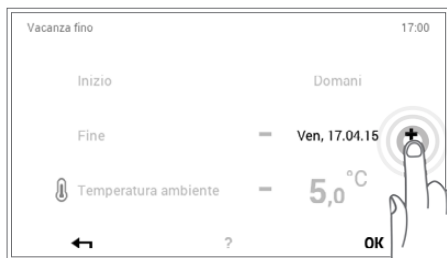 Vacanza fino 17:00
Inizio Domani
Fine − Ven, 17.04.15 +
Temperatura ambiente − 5,0 °C
? OK